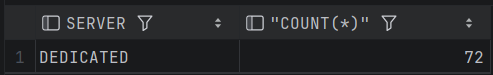 SERVER "COUNT(*)"
1 DEDICATED 72